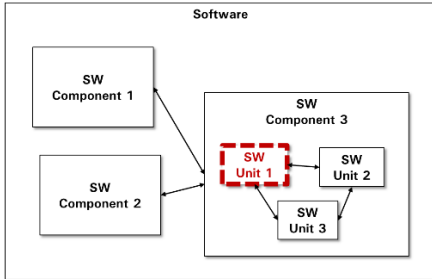 Software
SW
Component 1
SW
Component 2
SW
Component 3
SW
Unit 1
SW
Unit 2
SW
Unit 3